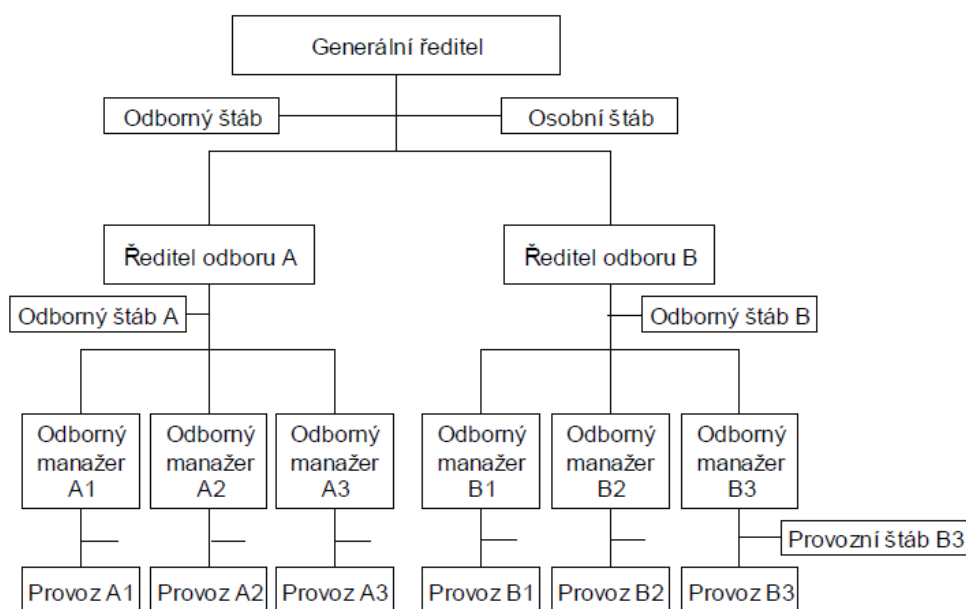 Generální ředitel
Odborný štáb
Osobní štáb
Ředitel odboru A
Ředitel odboru B
Odborný štáb A
Odborný štáb B
Odborný
manažer
A1
Odborný
manažer
A2
Odborný
manažer
A3
Odborný
manažer
B1
Odborný
manažer
B2
Odborný
manažer
B3
Provozní štáb B3
Provoz A1
Provoz A2
Provoz A3
Provoz B1
Provoz B2
Provoz B3